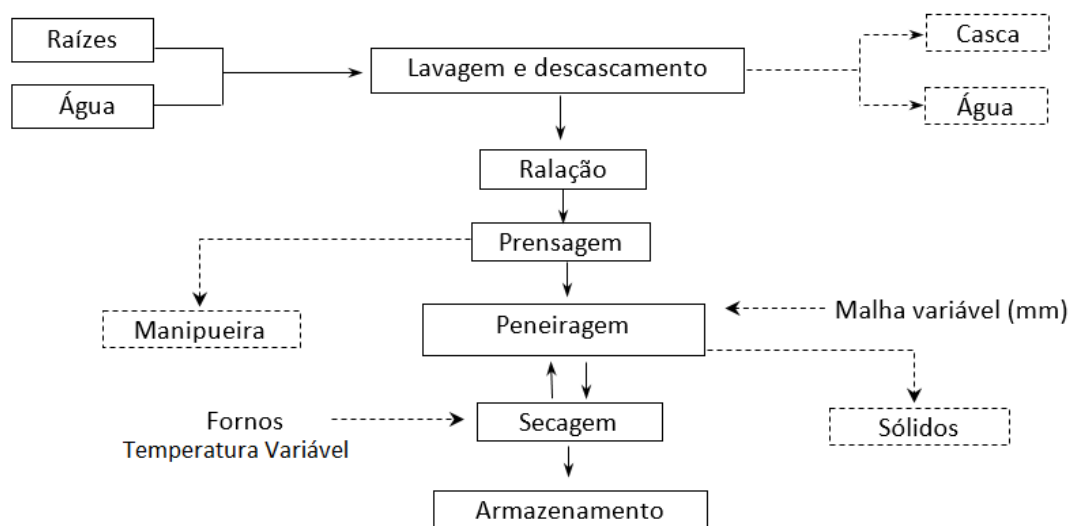 Raízes
Casca
Lavagem e descascamento
Água
Água
Ralação
Prensagem
Manipueira
Peneiragem
Malha variável (mm)
Fornos
Temperatura Variável
Secagem
Sólidos
Armazenamento